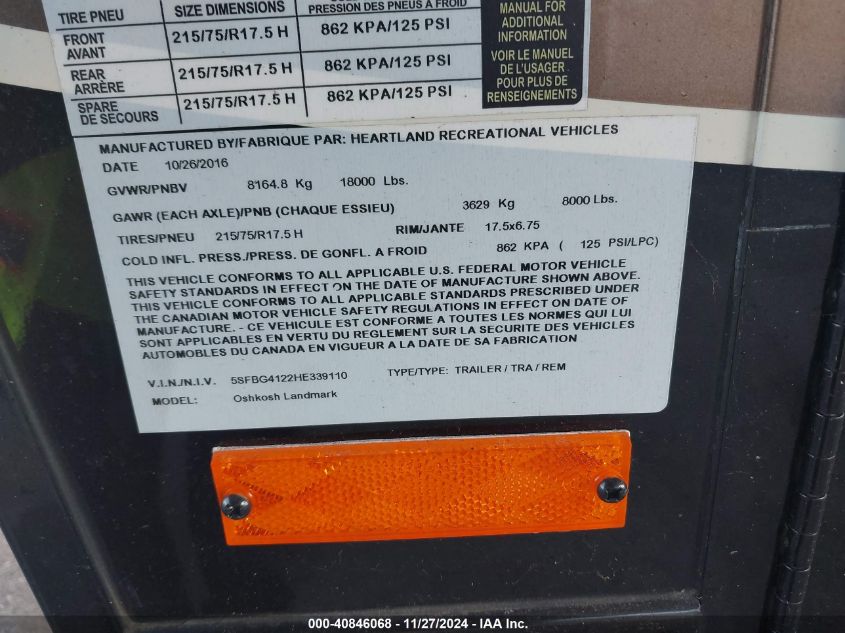 TIRE PNEU SIZE DIMENSIONS PRESSION DES PNEUS A FROID
FRONT AVANT 215/75/R17.5 H 862 KPA/125 PSI
REAR ARRÈRE 215/75/R17.5 H 862 KPA/125 PSI
SPARE DE SECOURS 215/75/R17.5 H 862 KPA/125 PSI
MANUAL FOR
ADDITIONAL
INFORMATION
VOIR LE MANUEL
DE L'USAGER
POUR PLUS DE
RENSEIGNEMENTS
MANUFACTURED BY/FABRIQUE PAR: HEARTLAND RECREATIONAL VEHICLES
DATE 10/26/2016
GVWR/PNBV 8164.8 Kg 18000 Lbs.
GAWR (EACH AXLE)/PNB (CHAQUE ESSIEU) 3629 Kg 8000 Lbs.
TIRES/PNEU 215/75/R17.5 H RIM/JANTE 17.5x6.75
COLD INFL. PRESS./PRESS. DE GONFL. A FROID 862 KPA ( 125 PSI/LPC)
THIS VEHICLE CONFORMS TO ALL APPLICABLE U.S. FEDERAL MOTOR VEHICLE
SAFETY STANDARDS IN EFFECT ON THE DATE OF MANUFACTURE SHOWN ABOVE.
THIS VEHICLE CONFORMS TO ALL APPLICABLE STANDARDS PRESCRIBED UNDER
THE CANADIAN MOTOR VEHICLE SAFETY REGULATIONS IN EFFECT ON DATE OF
MANUFACTURE. - CE VEHICULE EST CONFORME A TOUTES LES NORMES QUI LUI
SONT APPLICABLES EN VERTU DU REGLEMENT SUR LA SECURITE DES VEHICLES
AUTOMOBILES DU CANADA EN VIGUEUR A LA DATE DE SA FABRICATION
V.I.N./N.I.V. 5SFBG4122HE339110 TYPE/TYPE: TRAILER / TRA / REM
MODEL: Oshkosh Landmark
000-40846068 - 11/27/2024 - IAA Inc.